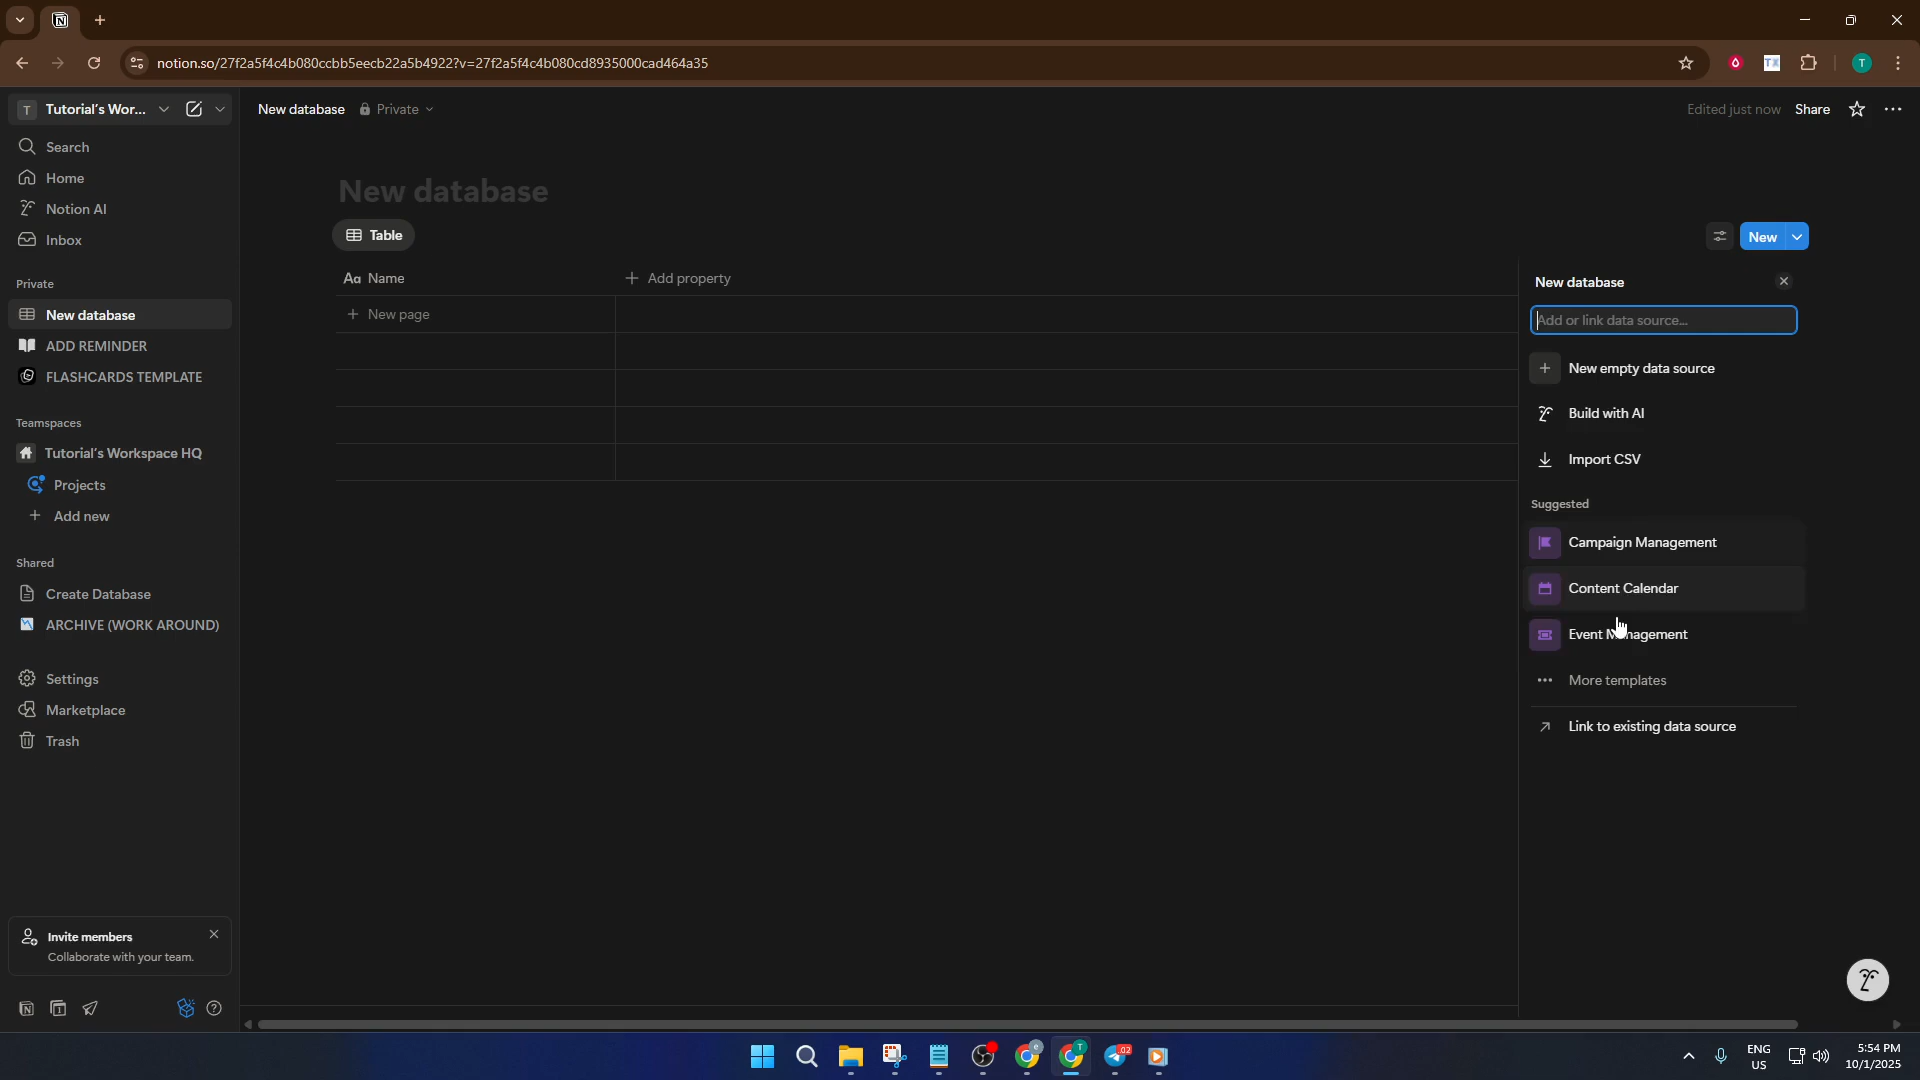 notion.so/27f2a5f4c4b080ccbb5eecb22a5b4922?v=27f2a5f4c4b080cd8935000cad464a35
T
T Tutorial's Wor...
New database Private
Edited just now Share
Search
Home
Notion AI
Inbox
Private
New database
ADD REMINDER
FLASHCARDS TEMPLATE
Teamspaces
Tutorial's Workspace HQ
Projects
Add new
Shared
Create Database
ARCHIVE (WORK AROUND)
Settings
Marketplace
Trash
Invite members
Collaborate with your team.
New database
Table
New
Aa Name
Add property
New page
New database
Add or link data source...
New empty data source
Build with AI
Import CSV
Suggested
Campaign Management
Content Calendar
Event Management
More templates
Link to existing data source
ENG
US
5:54 PM
10/1/2025